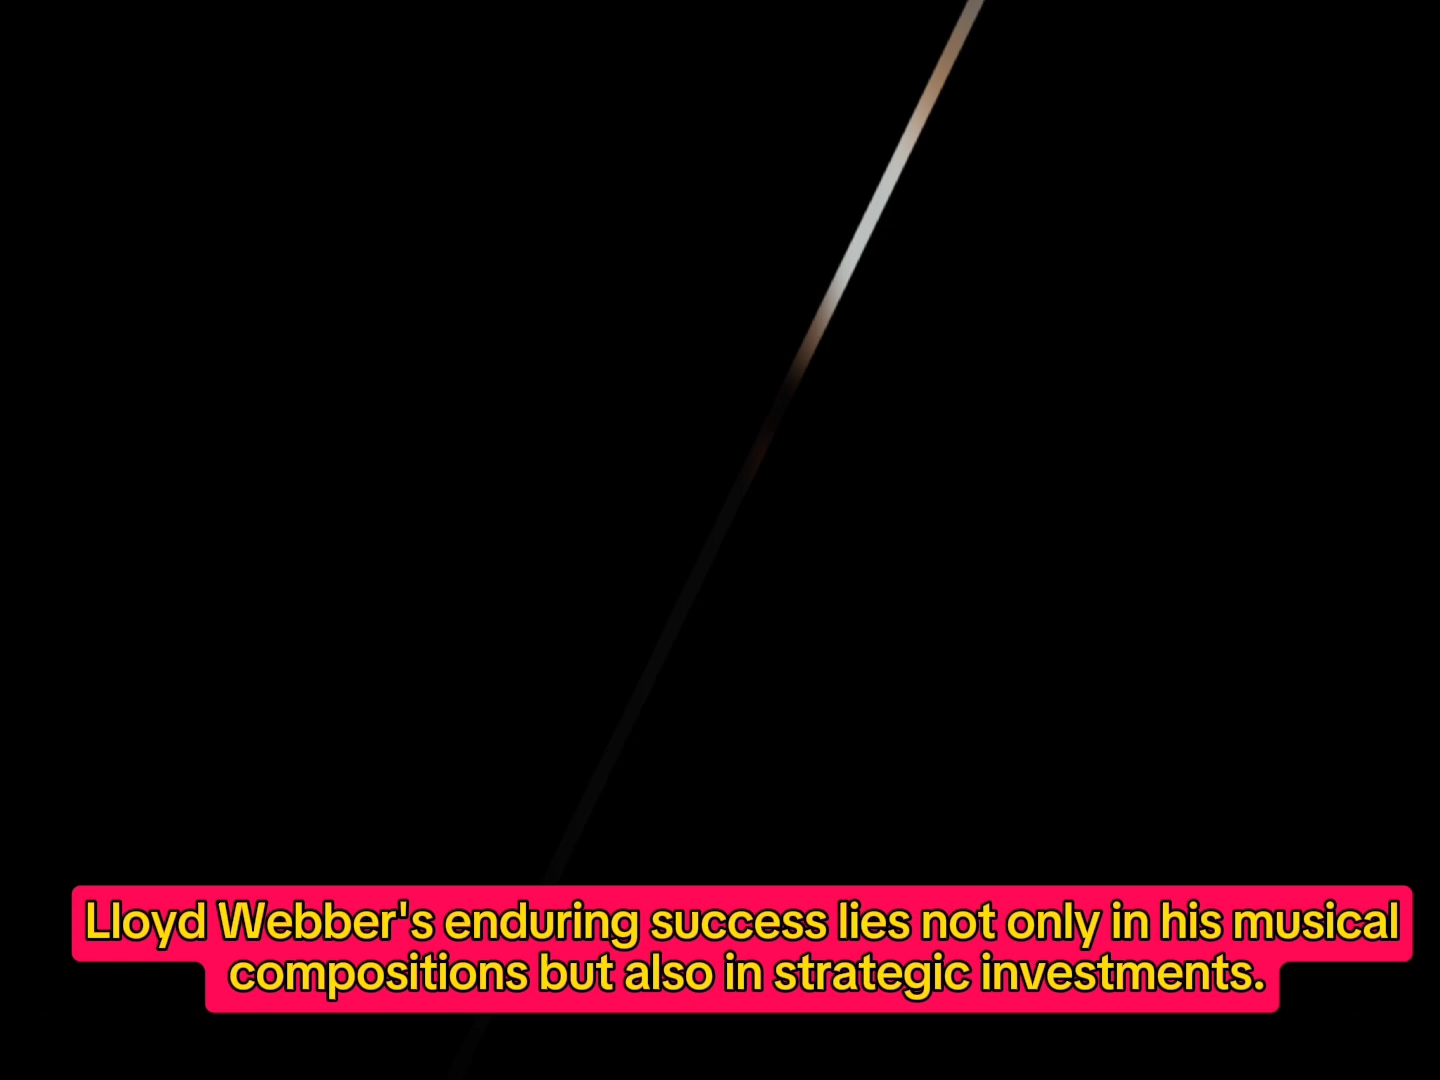 Lloyd Webber's enduring success lies not only in his musical
compositions but also in strategic investments.